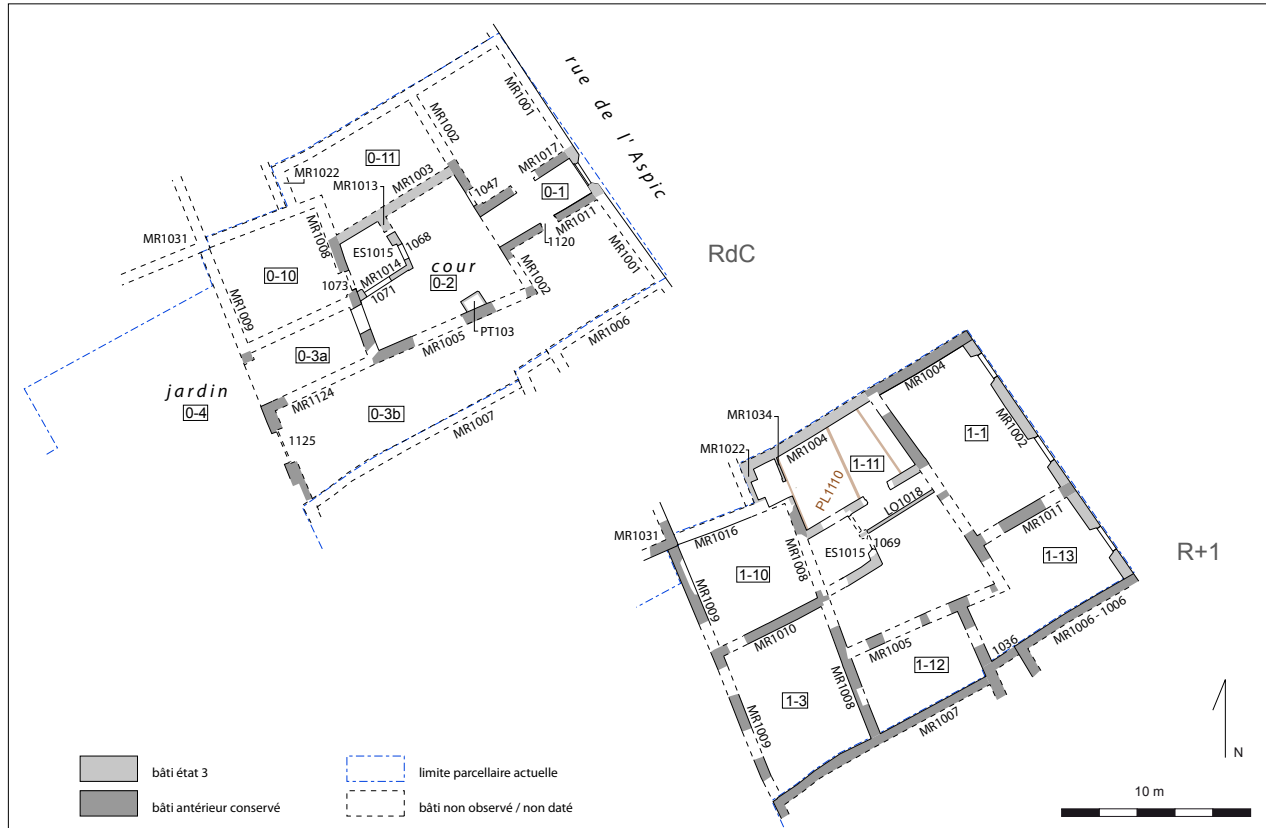 rue de l'Aspic
MR1001
MR1002
0-11
MR1022
MR1003
MR1017
MR1013
1047
0-1
MR1011
MR1031
MR1008
ES1015
1068
1120
MR1001
RdC
cour
0-10
MR1014
0-2
1073
1071
MR1002
MR1009
PT103
MR1005
MR1006
0-3a
jardin
0-4
MR1124
0-3b
MR1007
1125
MR1004
MR1034
1-1
MR1002
MR1022
MR1004
1-11
PL1110
LO1018
MR1031
MR1016
1069
MR1011
R+1
ES1015
1-13
1-10
MR1008
MR1009
MR1010
MR1006 - 1006
MR1005
1036
1-12
1-3
MR1008
MR1009
MR1007
N
bâti état 3
limite parcellaire actuelle
bâti antérieur conservé
bâti non observé / non daté
10 m